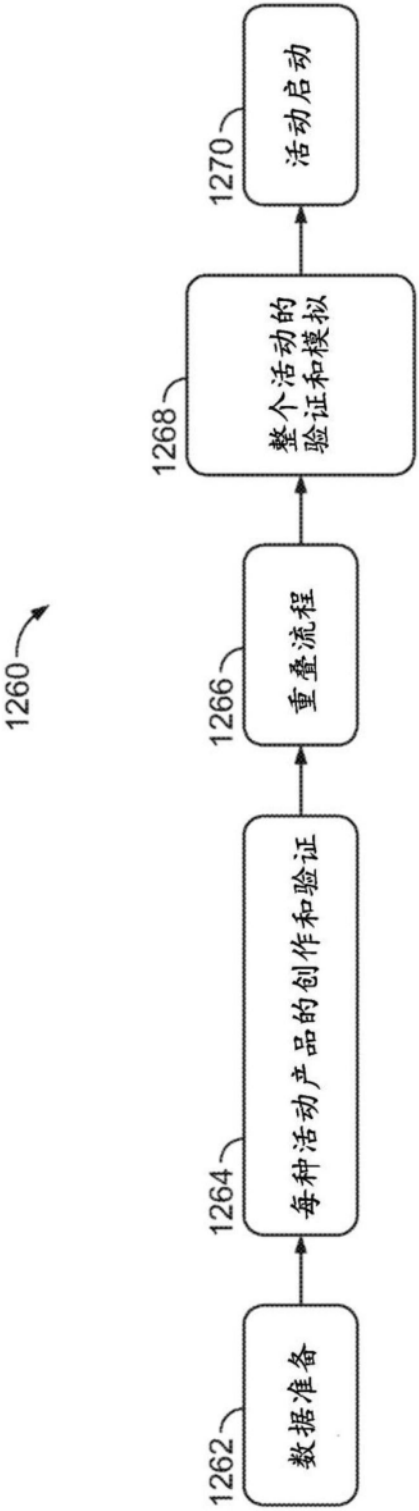 1260
1262
数据准备
1264
每种活动产品的创作和验证
1266
重叠流程
1268
整个活动的
验证和模拟
1270
活动启动